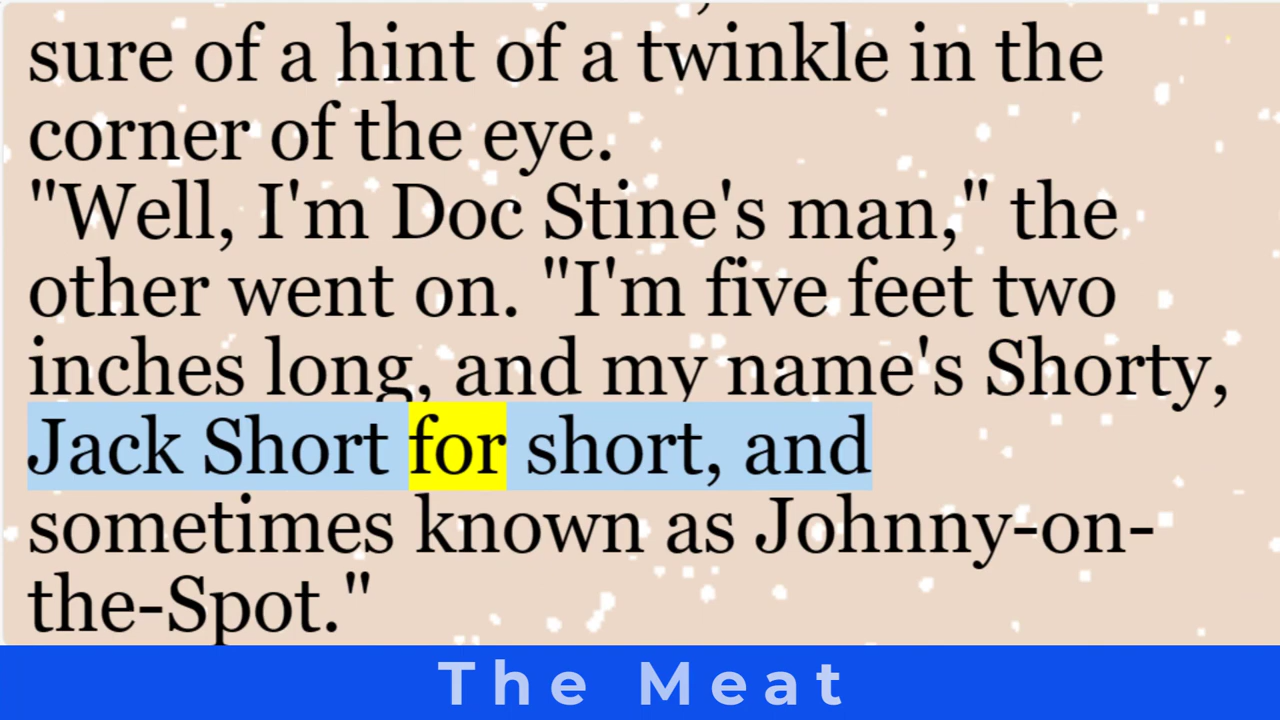 sure of a hint of a twinkle in the
corner of the eye.
"Well, I'm Doc Stine's man," the
other went on. "I'm five feet two
inches long, and my name's Shorty,
Jack Short for short, and
sometimes known as Johnny-on-
the-Spot."
The Meat